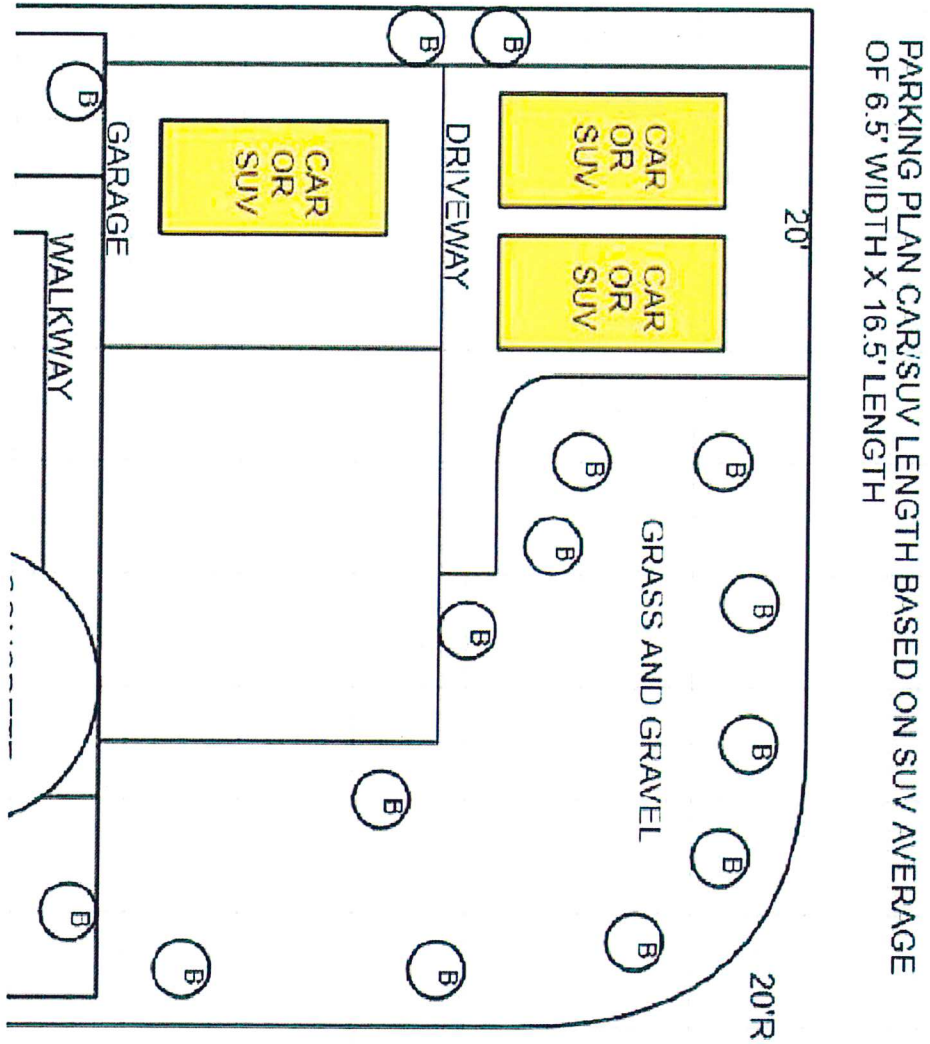 PARKING PLAN CAR/SUV LENGTH BASED ON SUV AVERAGE
OF 6.5' WIDTH X 16.5' LENGTH
20'
20'R
B
B
B
B
CAR
OR
SUV
CAR
OR
SUV
GRASS AND GRAVEL
B
B
B
B
DRIVEWAY
B
B
B
B
CAR
OR
SUV
B
GARAGE
B
B
WALKWAY